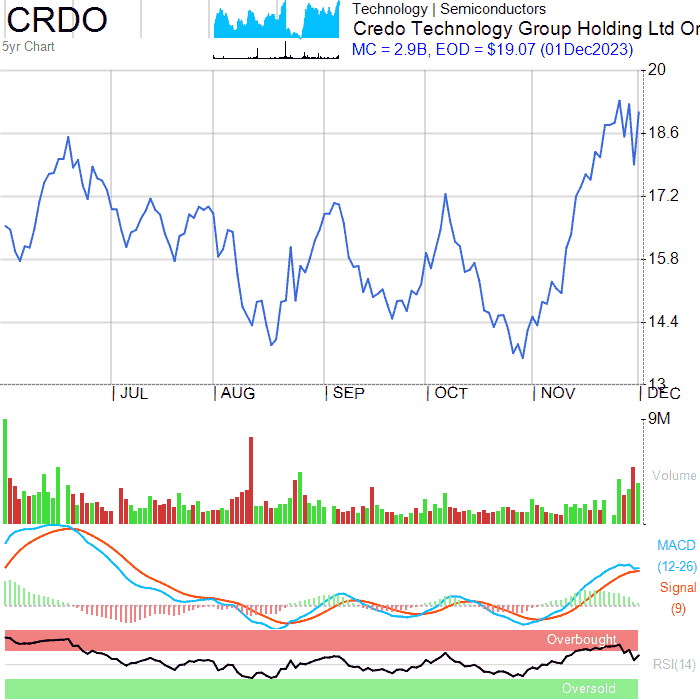 CRDO
5yr Chart
Technology | Semiconductors
Credo Technology Group Holding Ltd Or
MC = 2.9B, EOD = $19.07 (01Dec2023)
20
18.6
17.2
15.8
14.4
13
JUL
AUG
SEP
OCT
NOV
DEC
9M
Volume
MACD
(12-26)
Signal
(9)
Overbought
RSI(14)
Oversold